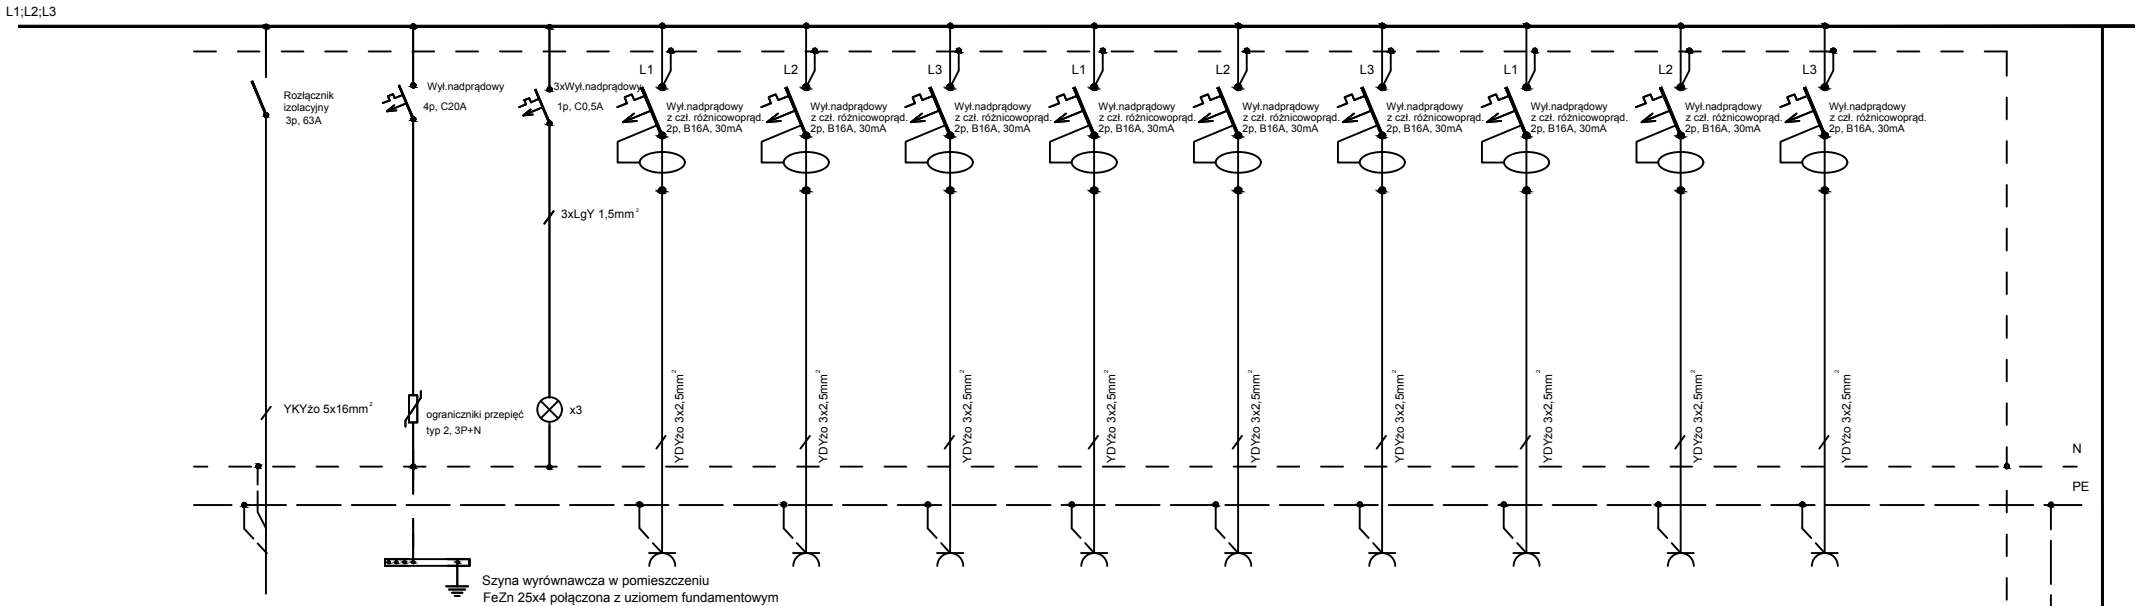 L1;L2;L3
Rozłącznik
izolacyjny
3p, 63A
Wył.nadprądowy
4p, C20A
3xWył.nadprądowy
1p, C0,5A
L1
Wył.nadprądowy
z czł. różnicowoprąd.
2p, B16A, 30mA
L2
Wył.nadprądowy
z czł. różnicowoprąd.
2p, B16A, 30mA
L3
Wył.nadprądowy
z czł. różnicowoprąd.
2p, B16A, 30mA
L1
Wył.nadprądowy
z czł. różnicowoprąd.
2p, B16A, 30mA
L2
Wył.nadprądowy
z czł. różnicowoprąd.
2p, B16A, 30mA
L3
Wył.nadprądowy
z czł. różnicowoprąd.
2p, B16A, 30mA
L1
Wył.nadprądowy
z czł. różnicowoprąd.
2p, B16A, 30mA
L2
Wył.nadprądowy
z czł. różnicowoprąd.
2p, B16A, 30mA
L3
Wył.nadprądowy
z czł. różnicowoprąd.
2p, B16A, 30mA
3xLgY 1,5mm²
YKYżo 5x16mm²
ograniczniki przepięć
typ 2, 3P+N
x3
YDYżo 3x2,5mm²
YDYżo 3x2,5mm²
YDYżo 3x2,5mm²
YDYżo 3x2,5mm²
YDYżo 3x2,5mm²
YDYżo 3x2,5mm²
YDYżo 3x2,5mm²
YDYżo 3x2,5mm²
YDYżo 3x2,5mm²
N
PE
Szyna wyrównawcza w pomieszczeniu
FeZn 25x4 połączona z uziomem fundamentowym